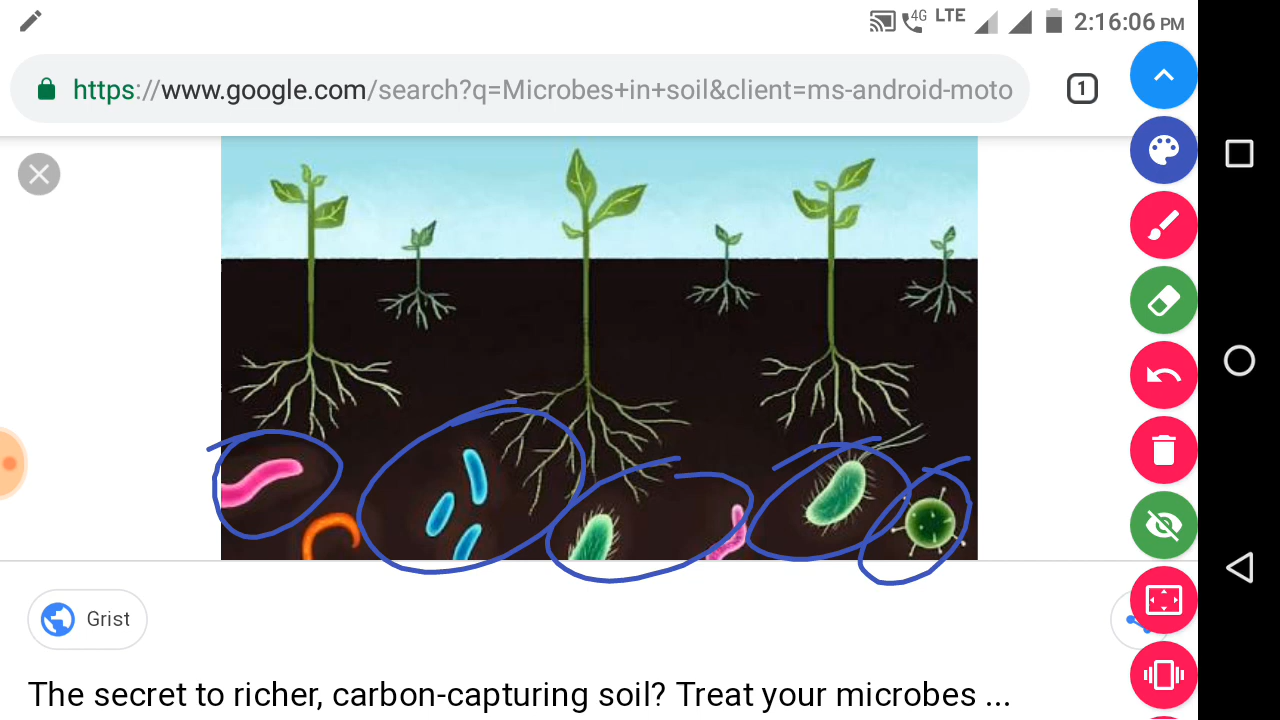 4G LTE 2:16:06 PM
https://www.google.com/search?q=Microbes+in+soil&client=ms-android-moto
1
Grist
The secret to richer, carbon-capturing soil? Treat your microbes ...